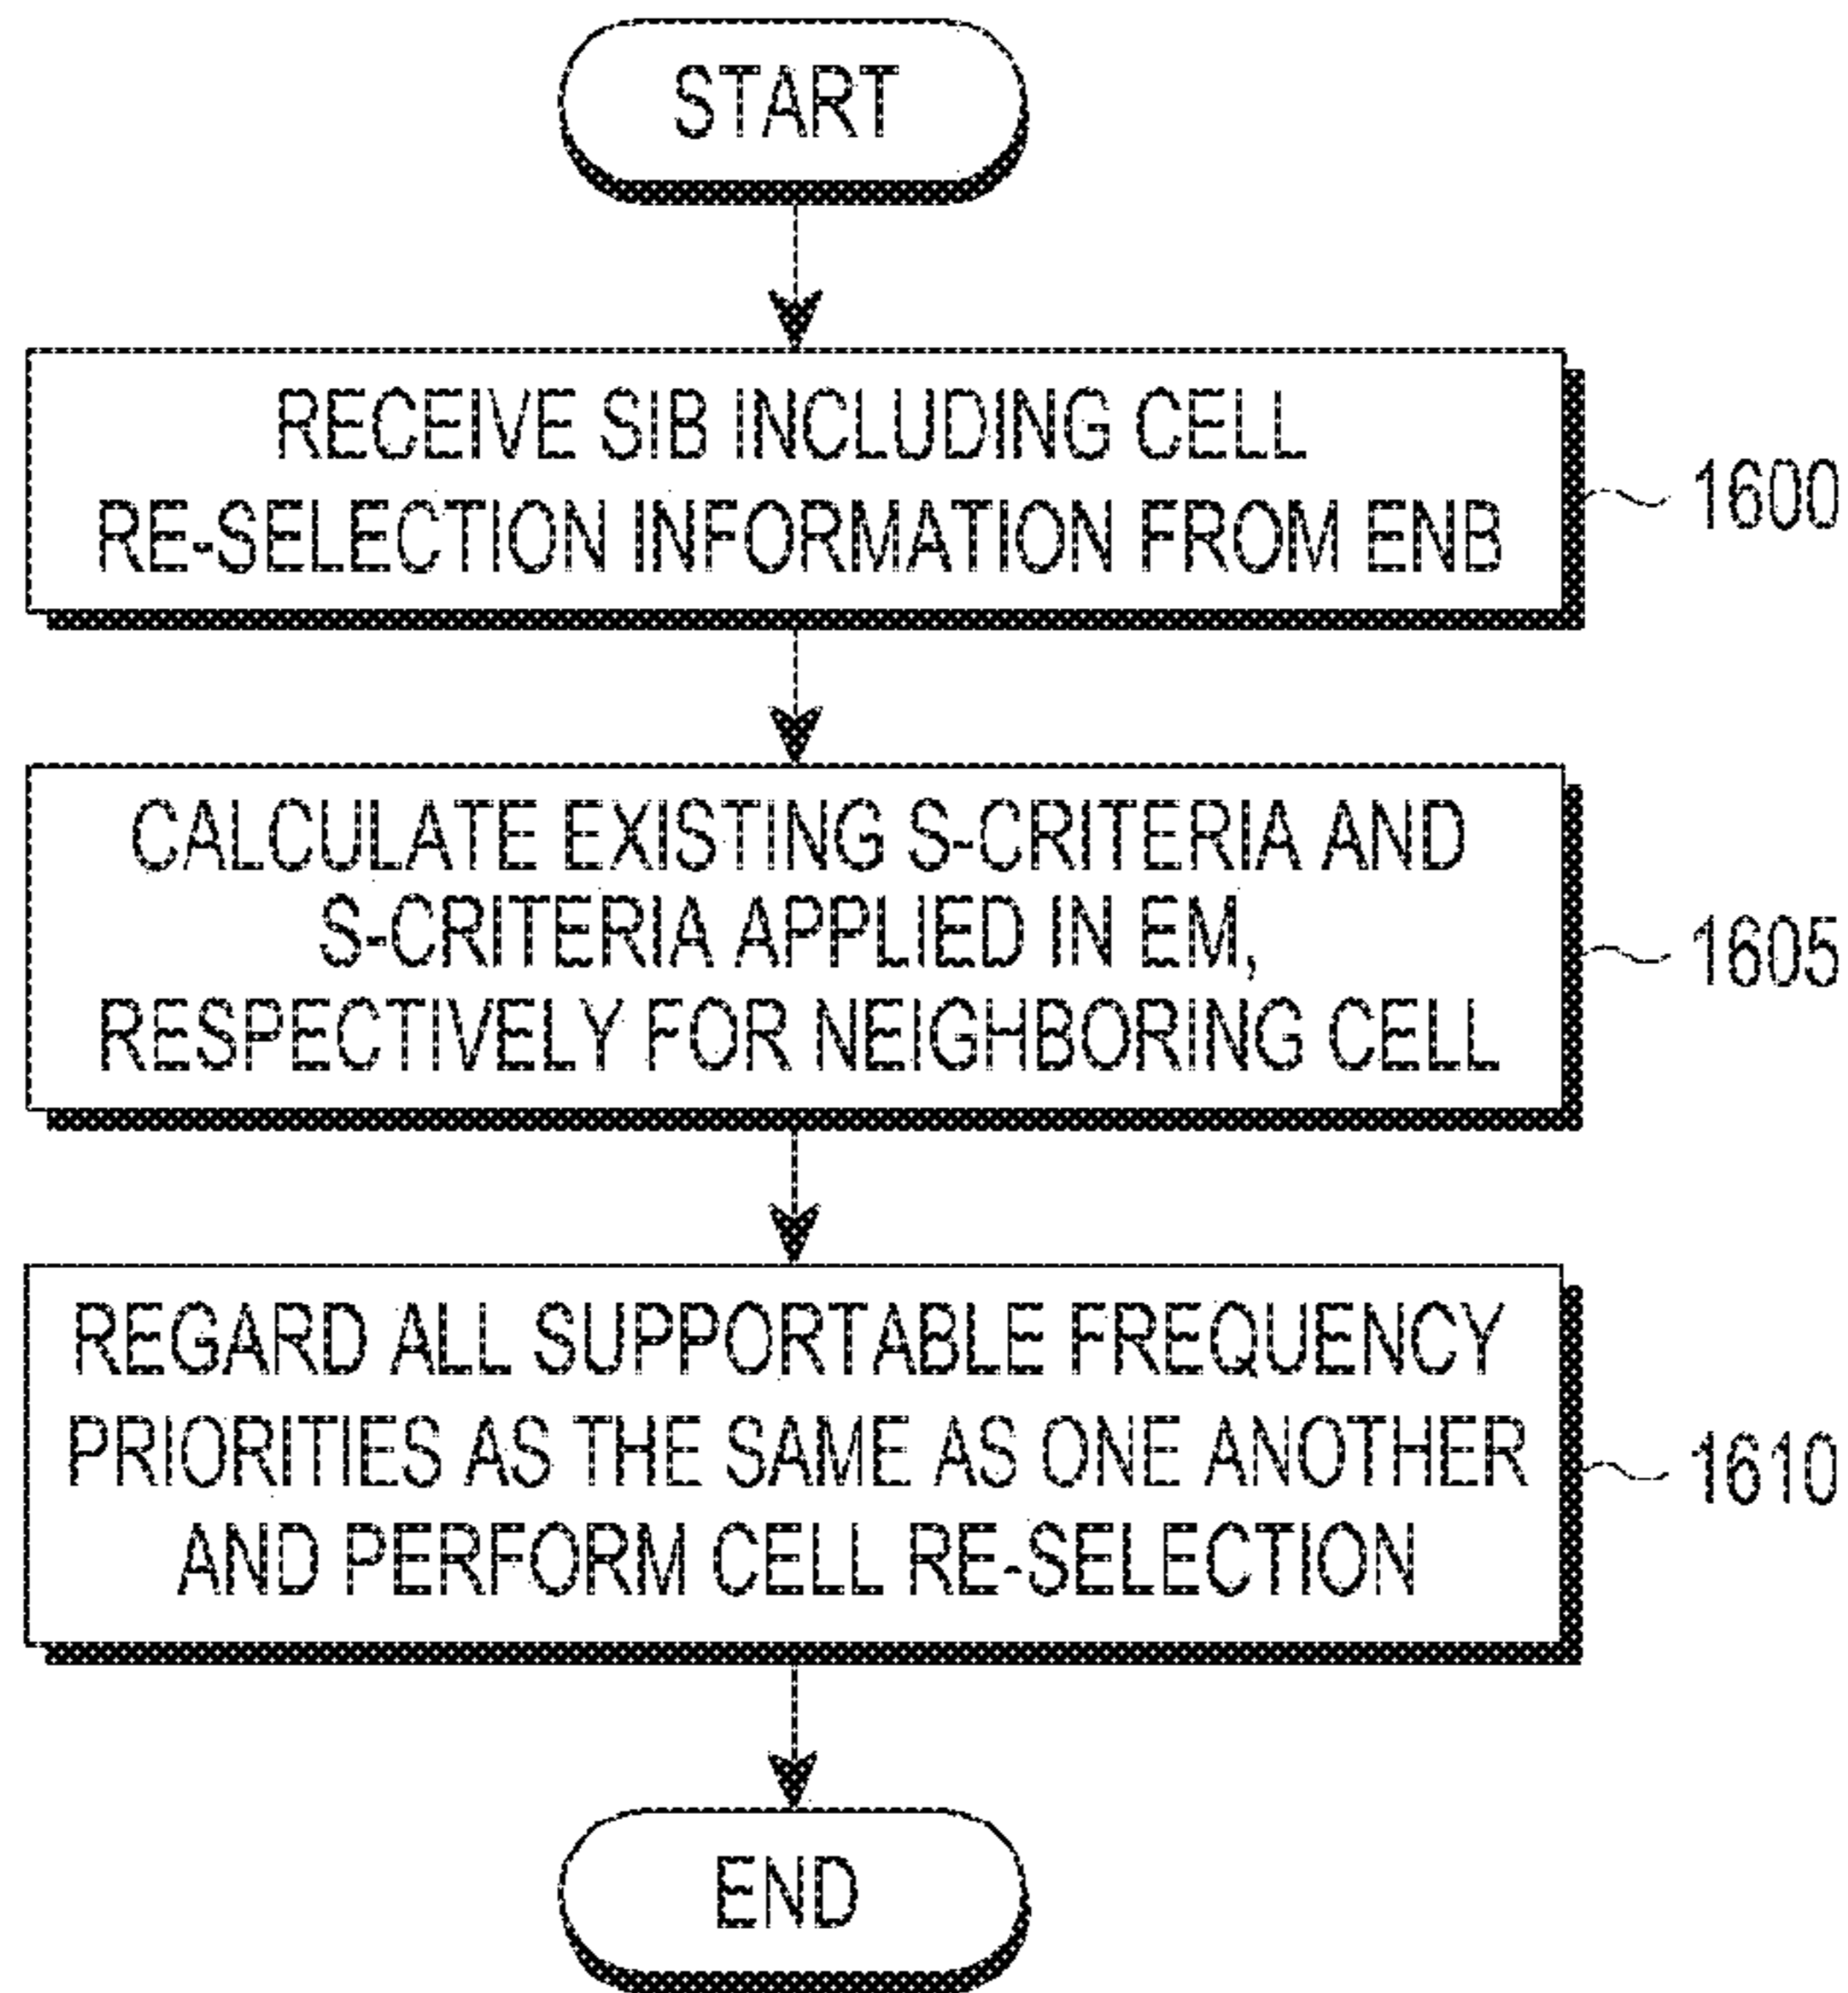 START
RECEIVE SIB INCLUDING CELL
RE-SELECTION INFORMATION FROM ENB
1600
CALCULATE EXISTING S-CRITERIA AND
S-CRITERIA APPLIED IN EM,
RESPECTIVELY FOR NEIGHBORING CELL
1605
REGARD ALL SUPPORTABLE FREQUENCY
PRIORITIES AS THE SAME AS ONE ANOTHER
AND PERFORM CELL RE-SELECTION
1610
END